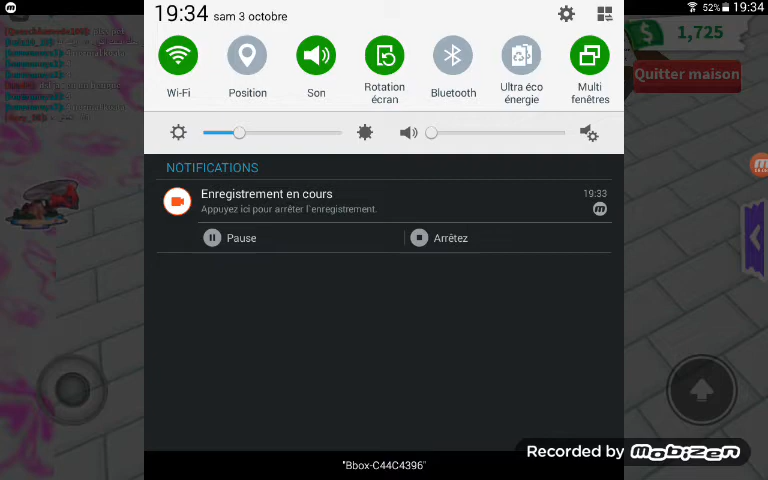 19:34 sam 3 octobre
52% 19:34
1,725
Quitter maison
Wi-Fi
Position
Son
Rotation
écran
Bluetooth
Ultra éco
énergie
Multi
fenêtres
NOTIFICATIONS
Enregistrement en cours
19:33
Appuyez ici pour arrêter l'enregistrement.
Pause
Arrêtez
Recorded by mobizen
"Bbox-C44C4396"